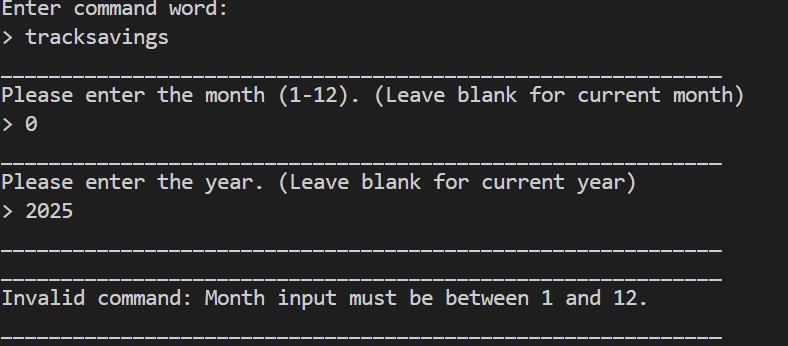 Enter command word:
> tracksavings
____________________________________________________________
Please enter the month (1-12). (Leave blank for current month)
> 0
____________________________________________________________
Please enter the year. (Leave blank for current year)
> 2025
____________________________________________________________
____________________________________________________________
Invalid command: Month input must be between 1 and 12.
____________________________________________________________